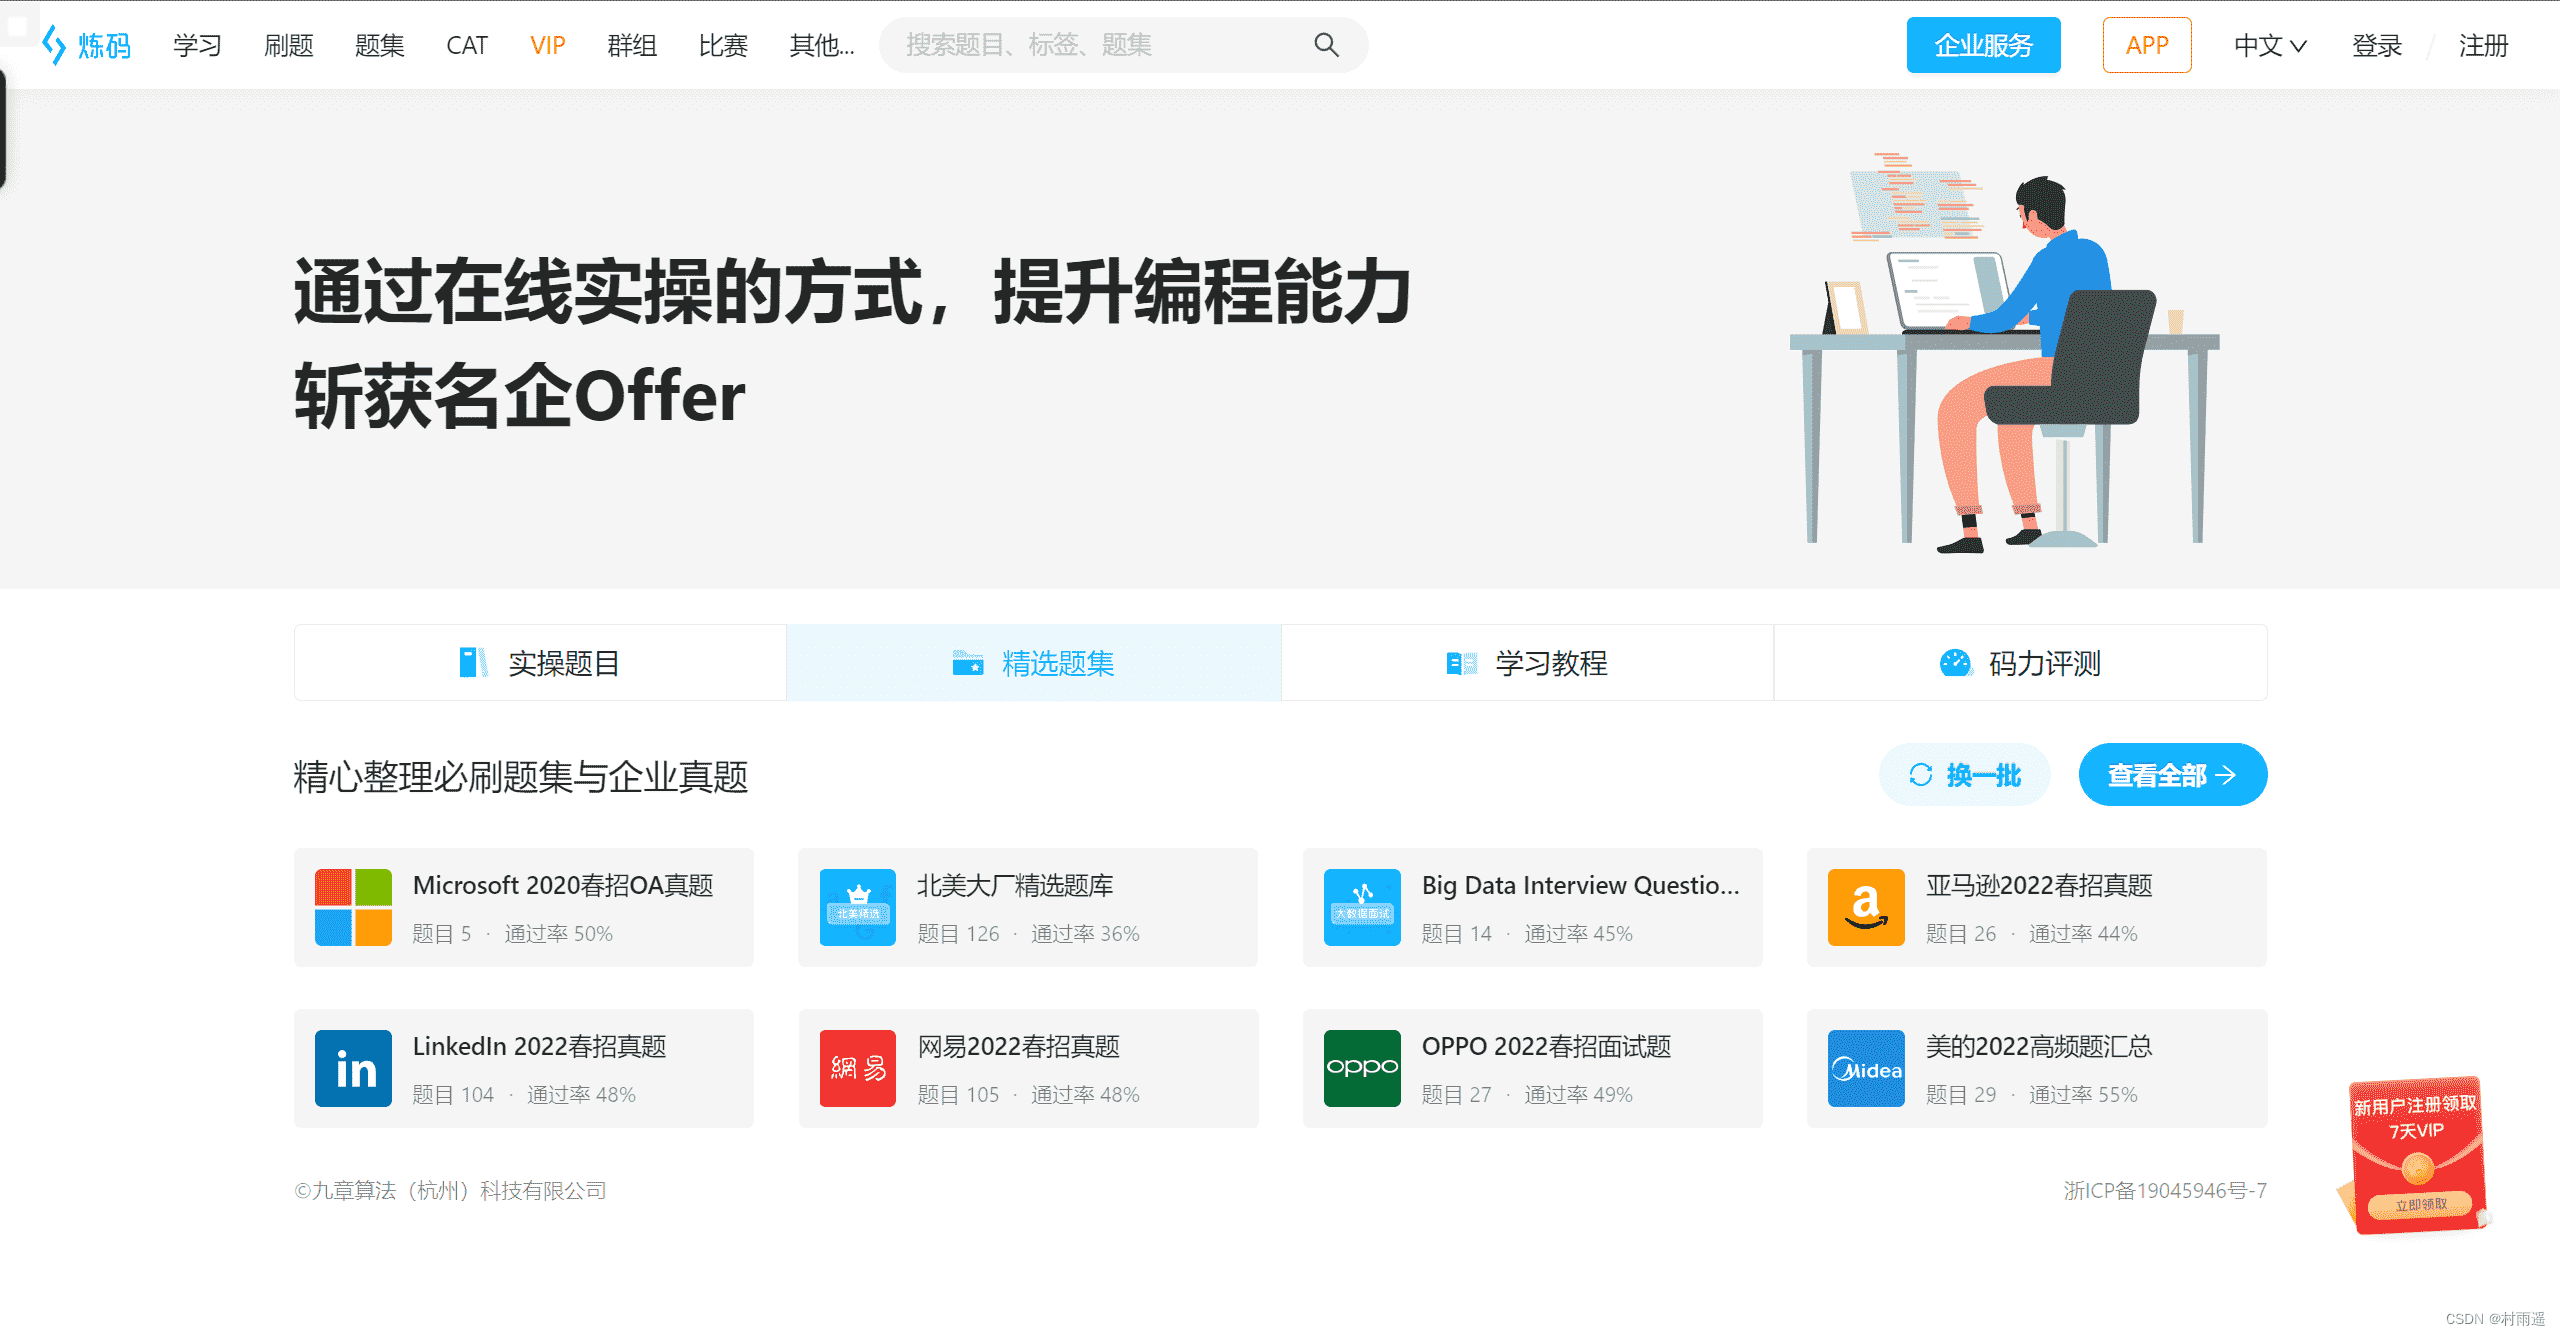 炼码 学习 刷题 题集 CAT VIP 群组 比赛 其他... 搜索题目、标签、题集 企业服务 APP 中文 登录 / 注册
通过在线实操的方式，提升编程能力
斩获名企Offer
实操题目 精选题集 学习教程 码力评测
精心整理必刷题集与企业真题 换一批 查看全部
Microsoft 2020春招OA真题
题目 5 · 通过率 50%
北美精选
北美大厂精选题库
题目 126 · 通过率 36%
大数据面试
Big Data Interview Questio...
题目 14 · 通过率 45%
a
亚马逊2022春招真题
题目 26 · 通过率 44%
in
LinkedIn 2022春招真题
题目 104 · 通过率 48%
網易
网易2022春招真题
题目 105 · 通过率 48%
oppo
OPPO 2022春招面试题
题目 27 · 通过率 49%
Midea
美的2022高频题汇总
题目 29 · 通过率 55%
新用户注册领取
7天VIP
立即领取
©九章算法（杭州）科技有限公司 浙ICP备19045946号-7
CSDN @村雨遥